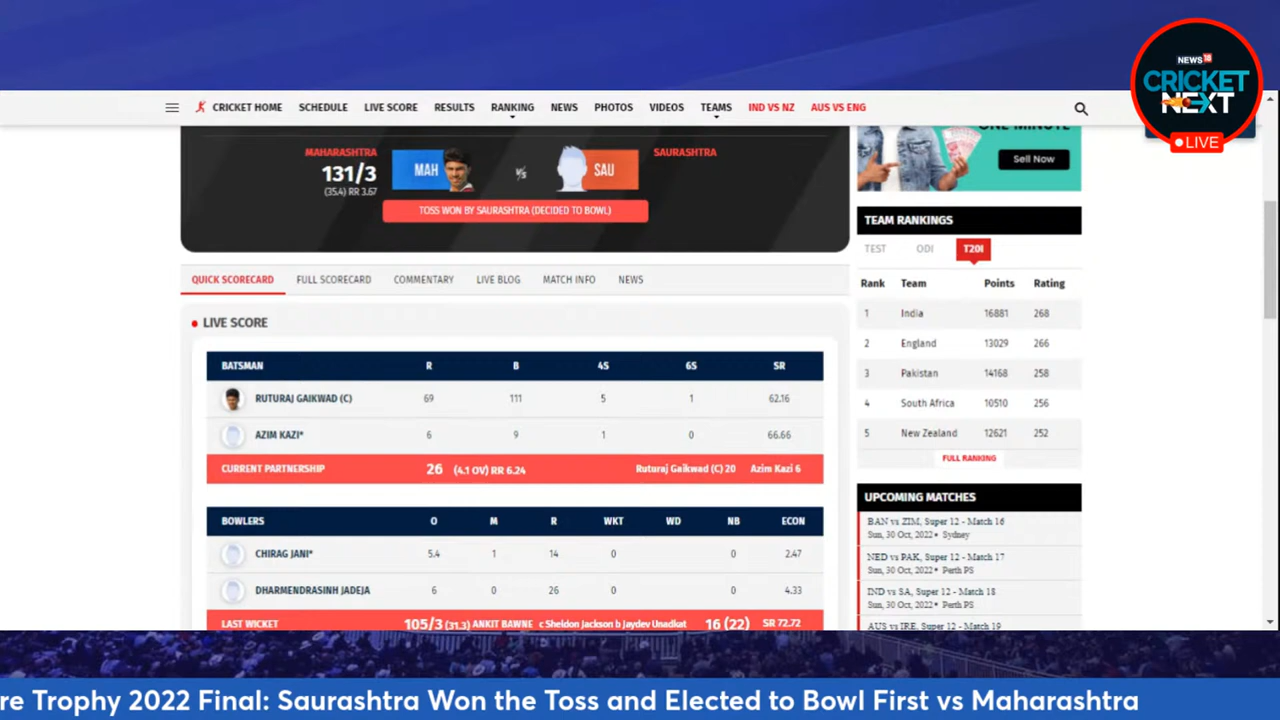 NEWS18
CRICKET
NEXT
LIVE
CRICKET HOME SCHEDULE LIVE SCORE RESULTS RANKING NEWS PHOTOS VIDEOS TEAMS IND VS NZ AUS VS ENG
MAHARASHTRA
131/3
(35.4) RR 3.67
MAH
V/S
SAU
SAURASHTRA
TOSS WON BY SAURASHTRA (DECIDED TO BOWL)
ONE MINUTE
Sell Now
QUICK SCORECARD FULL SCORECARD COMMENTARY LIVE BLOG MATCH INFO NEWS
LIVE SCORE
BATSMAN R B 4S 6S SR
RUTURAJ GAIKWAD (C) 69 111 5 1 62.16
AZIM KAZI* 6 9 1 0 66.66
CURRENT PARTNERSHIP 26 (4.1 OV) RR 6.24 Ruturaj Gaikwad (C) 20 Azim Kazi 6
BOWLERS O M R WKT WD NB ECON
CHIRAG JANI* 5.4 1 14 0 0 2.47
DHARMENDRASINH JADEJA 6 0 26 0 0 4.33
LAST WICKET 105/3 (31.3) ANKIT BAWNE c Sheldon Jackson b Jaydev Unadkat 16 (22) SR 72.72
TEAM RANKINGS
TEST ODI T20I
Rank Team Points Rating
1 India 16881 268
2 England 13029 266
3 Pakistan 14168 258
4 South Africa 10510 256
5 New Zealand 12621 252
FULL RANKING
UPCOMING MATCHES
BAN vs ZIM, Super 12 - Match 16
Sun, 30 Oct, 2022 • Sydney
NED vs PAK, Super 12 - Match 17
Sun, 30 Oct, 2022 • Perth PS
IND vs SA, Super 12 - Match 18
Sun, 30 Oct, 2022 • Perth PS
AUS vs IRE, Super 12 - Match 19
re Trophy 2022 Final: Saurashtra Won the Toss and Elected to Bowl First vs Maharashtra